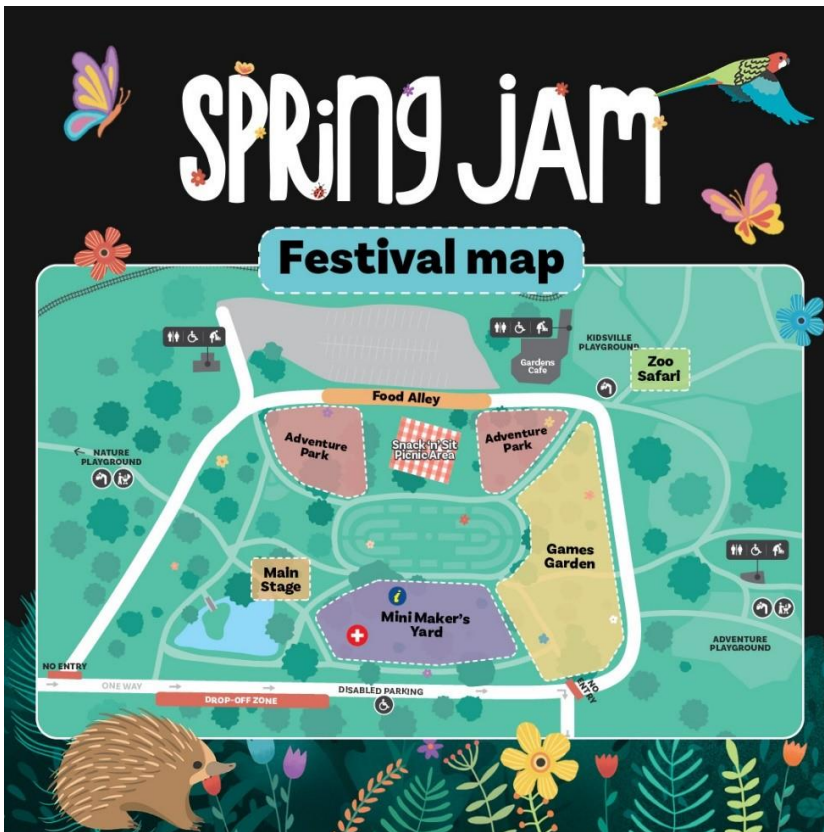 SPRING JAM
Festival map
KIDSVILLE
PLAYGROUND
Gardens
Cafe
Zoo
Safari
Food Alley
Adventure
Park
Snack 'n' Sit
Picnic Area
Adventure
Park
NATURE
PLAYGROUND
Games
Garden
Main
Stage
i
Mini Maker's
Yard
ADVENTURE
PLAYGROUND
NO ENTRY
ONE WAY
DROP-OFF ZONE
DISABLED PARKING
NO
ENTRY